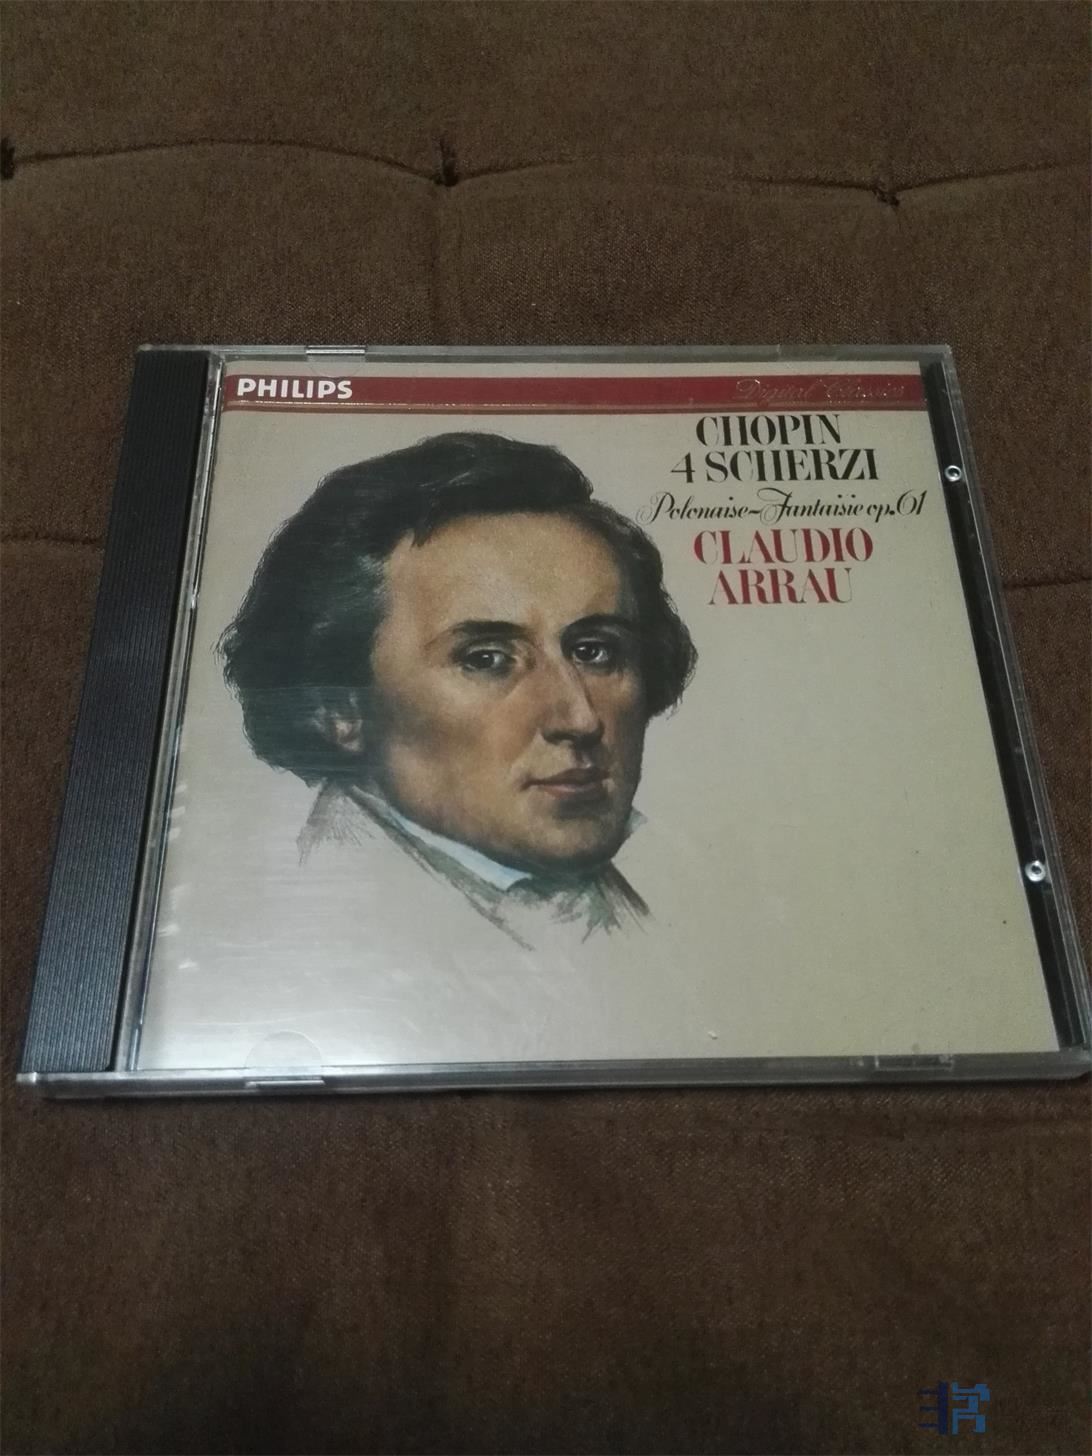 PHILIPS
Digital Classics
CHOPIN
4 SCHERZI
Polonaise-Fantaisie op.61
CLAUDIO
ARRAU